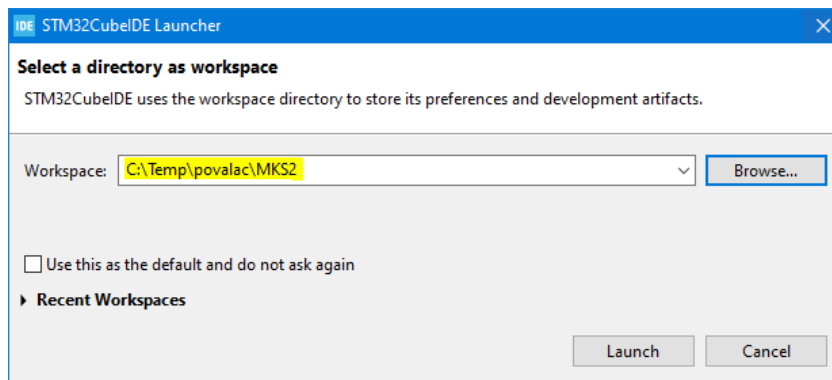 IDE STM32CubeIDE Launcher
Select a directory as workspace
STM32CubeIDE uses the workspace directory to store its preferences and development artifacts.
Workspace: C:\Temp\povalac\MKS2 Browse...
Use this as the default and do not ask again
Recent Workspaces
Launch Cancel